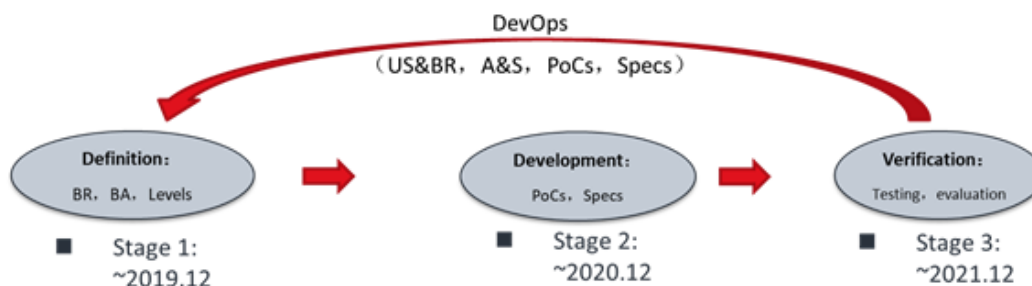 DevOps
（US&BR，A&S，PoCs，Specs）
Definition：
BR，BA，Levels
Development：
PoCs，Specs
Verification：
Testing，evaluation
■ Stage 1:
~2019.12
■ Stage 2:
~2020.12
■ Stage 3:
~2021.12